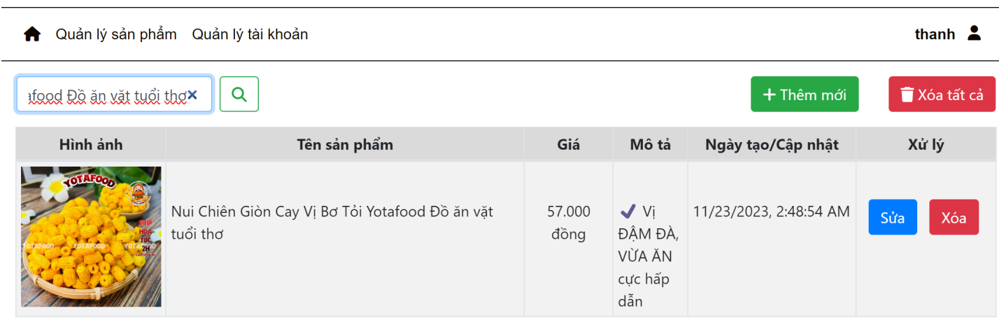 Quản lý sản phẩm Quản lý tài khoản thanh
afood Đồ ăn vặt tuổi thơ
+ Thêm mới
Xóa tất cả
Hình ảnh Tên sản phẩm Giá Mô tả Ngày tạo/Cập nhật Xử lý
YOTAFOOD
SHIP
HỎA
TỐC
2H
YOTAFOOD YOTAFOOD YOTAFOOD
Nui Chiên Giòn Cay Vị Bơ Tỏi Yotafood Đồ ăn vặt
tuổi thơ
57.000
đồng
✔ Vị
ĐẬM ĐÀ,
VỪA ĂN
cực hấp
dẫn
11/23/2023, 2:48:54 AM
Sửa
Xóa